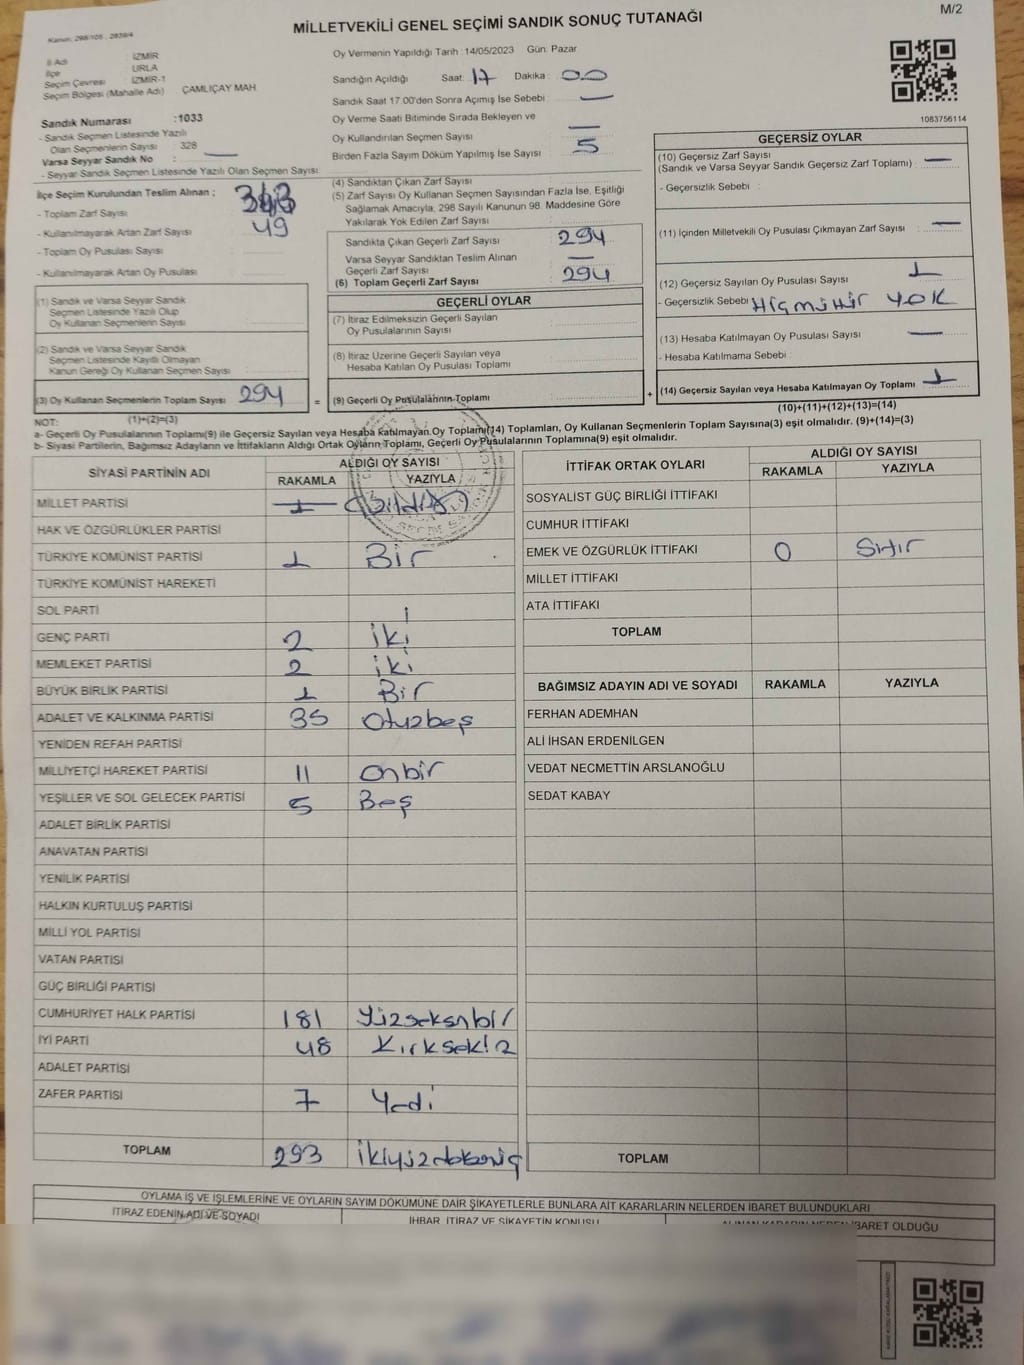 M/2
MİLLETVEKİLİ GENEL SEÇİMİ SANDIK SONUÇ TUTANAĞI
Kanun: 298/105 , 2839/4
İl Adı : İZMİR
İlçe : URLA
Seçim Çevresi : İZMİR-1
Seçim Bölgesi (Mahalle Adı) : ÇAMLIÇAY MAH
Sandık Numarası :1033
- Sandık Seçmen Listesinde Yazılı
Olan Seçmenlerin Sayısı : 328
Varsa Seyyar Sandık No :
- Seyyar Sandık Seçmen Listesinde Yazılı Olan Seçmen Sayısı
Oy Vermenin Yapıldığı Tarih :14/05/2023 Gün: Pazar
Sandığın Açıldığı Saat: 17 Dakika : 00
Sandık Saat 17.00'den Sonra Açımış İse Sebebi : —
Oy Verme Saati Bitiminde Sırada Bekleyen ve
Oy Kullandırılan Seçmen Sayısı : —
Birden Fazla Sayım Döküm Yapılmış İse Sayısı : 5
1083756114
İlçe Seçim Kurulundan Teslim Alınan ;
- Toplam Zarf Sayısı
- Kullanılmayarak Artan Zarf Sayısı : 49
- Toplam Oy Pusulası Sayısı :
- Kullanılmayarak Artan Oy Pusulası :
(4) Sandıktan Çıkan Zarf Sayısı :
(5) Zarf Sayısı Oy Kullanan Seçmen Sayısından Fazla İse, Eşitliği
Sağlamak Amacıyla, 298 Sayılı Kanunun 98. Maddesine Göre
Yakılarak Yok Edilen Zarf Sayısı :
Sandıkta Çıkan Geçerli Zarf Sayısı : 294
Varsa Seyyar Sandıktan Teslim Alınan
Geçerli Zarf Sayısı : —
(6) Toplam Geçerli Zarf Sayısı : 294
GEÇERSİZ OYLAR
(10) Geçersiz Zarf Sayısı
(Sandık ve Varsa Seyyar Sandık Geçersiz Zarf Toplamı) : —
- Geçersizlik Sebebi :
(11) İçinden Milletvekili Oy Pusulası Çıkmayan Zarf Sayısı : —
(12) Geçersiz Sayılan Oy Pusulası Sayısı : 1
- Geçersizlik Sebebi : HİÇ MÜHÜR YOK
(13) Hesaba Katılmayan Oy Pusulası Sayısı : —
- Hesaba Katılmama Sebebi :
(14) Geçersiz Sayılan veya Hesaba Katılmayan Oy Toplamı : 1
(10)+(11)+(12)+(13)=(14)
(1) Sandık ve Varsa Seyyar Sandık
Seçmen Listesinde Yazılı Olup
Oy Kullanan Seçmenlerin Sayısı :
(2) Sandık ve Varsa Seyyar Sandık
Seçmen Listesinde Kayıtlı Olmayan
Kanun Gereği Oy Kullanan Seçmen Sayısı :
(3) Oy Kullanan Seçmenlerin Toplam Sayısı : 294 =
(1)+(2)=(3)
GEÇERLİ OYLAR
(7) İtiraz Edilmeksizin Geçerli Sayılan
Oy Pusulalarının Sayısı :
(8) İtiraz Üzerine Geçerli Sayılan veya
Hesaba Katılan Oy Pusulası Toplamı :
(9) Geçerli Oy Pusulalarının Toplamı : +
NOT:
a- Geçerli Oy Pusulalarının Toplamı(9) ile Geçersiz Sayılan veya Hesaba Katılmayan Oy Toplamı(14) Toplamları, Oy Kullanan Seçmenlerin Toplam Sayısına(3) eşit olmalıdır. (9)+(14)=(3)
b- Siyasi Partilerin, Bağımsız Adayların ve İttifakların Aldığı Ortak Oyların Toplamı, Geçerli Oy Pusulalarının Toplamına(9) eşit olmalıdır.
SİYASİ PARTİNİN ADI ALDIĞI OY SAYISI
RAKAMLA YAZIYLA
MİLLET PARTİSİ 1
HAK VE ÖZGÜRLÜKLER PARTİSİ
TÜRKİYE KOMÜNİST PARTİSİ 1 Bir
TÜRKİYE KOMÜNİST HAREKETİ
SOL PARTİ
GENÇ PARTİ 2 iki
MEMLEKET PARTİSİ 2 iki
BÜYÜK BİRLİK PARTİSİ 1 Bir
ADALET VE KALKINMA PARTİSİ 35 Otuzbeş
YENİDEN REFAH PARTİSİ
MİLLİYETÇİ HAREKET PARTİSİ 11 Onbir
YEŞİLLER VE SOL GELECEK PARTİSİ 5 Beş
ADALET BİRLİK PARTİSİ
ANAVATAN PARTİSİ
YENİLİK PARTİSİ
HALKIN KURTULUŞ PARTİSİ
MİLLİ YOL PARTİSİ
VATAN PARTİSİ
GÜÇ BİRLİĞİ PARTİSİ
CUMHURİYET HALK PARTİSİ 181 Yüzseksenbir
İYİ PARTİ 48 Kırksekiz
ADALET PARTİSİ
ZAFER PARTİSİ 7 Yedi
TOPLAM 293
İTTİFAK ORTAK OYLARI ALDIĞI OY SAYISI
RAKAMLA YAZIYLA
SOSYALİST GÜÇ BİRLİĞİ İTTİFAKI
CUMHUR İTTİFAKI
EMEK VE ÖZGÜRLÜK İTTİFAKI 0 Sıfır
MİLLET İTTİFAKI
ATA İTTİFAKI
TOPLAM
BAĞIMSIZ ADAYIN ADI VE SOYADI RAKAMLA YAZIYLA
FERHAN ADEMHAN
ALİ İHSAN ERDENİLGEN
VEDAT NECMETTİN ARSLANOĞLU
SEDAT KABAY
TOPLAM
OYLAMA İŞ VE İŞLEMLERİNE VE OYLARIN SAYIM DÖKÜMÜNE DAİR ŞİKAYETLERLE BUNLARA AİT KARARLARIN NELERDEN İBARET BULUNDUKLARI
İTİRAZ EDENİN ADI VE SOYADI
İHBAR, İTİRAZ VE ŞİKAYETİN KONUSU
ALINAN KARARIN NEDEN İBARET OLDUĞU